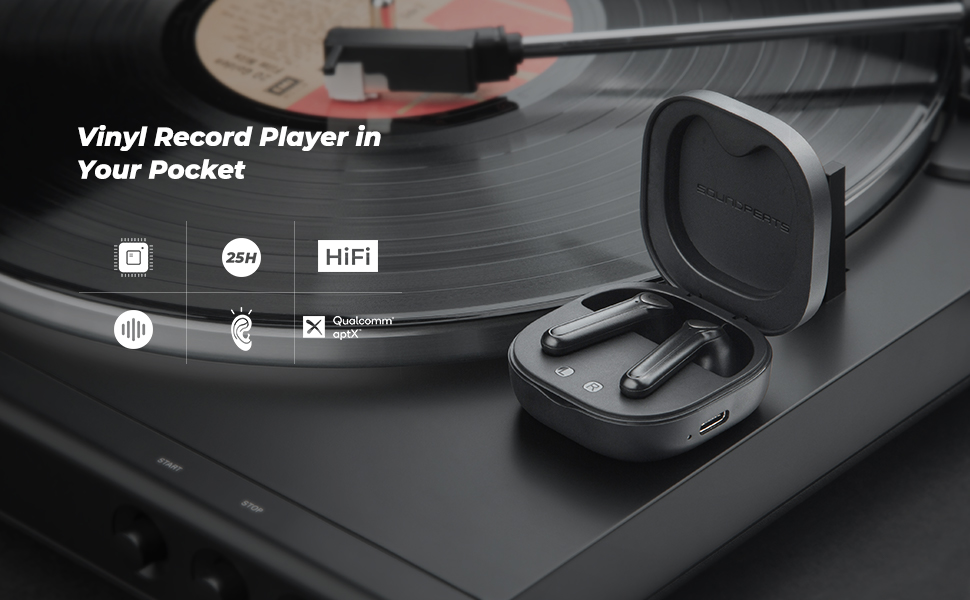 Vinyl Record Player in
Your Pocket
25H
HiFi
Qualcomm
aptX
SOUNDPEATS
L
R
START
STOP